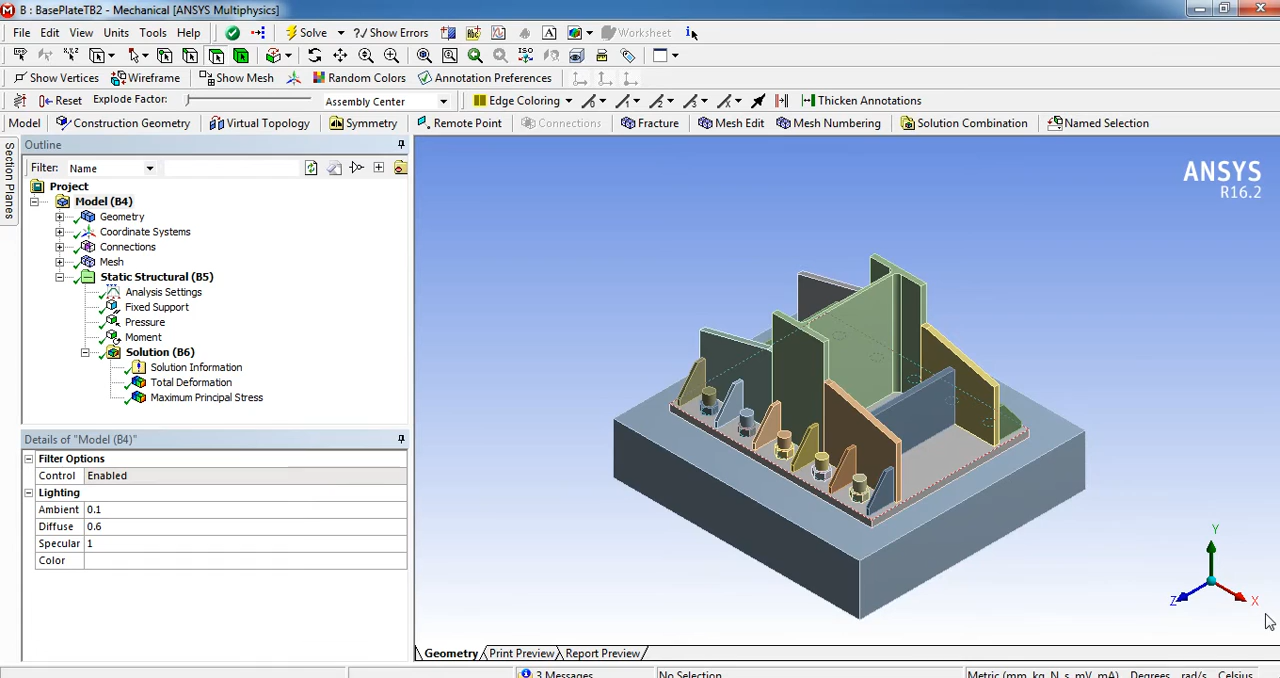 B : BasePlateTB2 - Mechanical [ANSYS Multiphysics]
File Edit View Units Tools Help Solve ?/ Show Errors Worksheet
Show Vertices Wireframe Show Mesh Random Colors Annotation Preferences
Reset Explode Factor: Assembly Center Edge Coloring Thicken Annotations
Model Construction Geometry Virtual Topology Symmetry Remote Point Connections Fracture Mesh Edit Mesh Numbering Solution Combination Named Selection
Section Planes
Outline
Filter: Name
Project
Model (B4)
Geometry
Coordinate Systems
Connections
Mesh
Static Structural (B5)
Analysis Settings
Fixed Support
Pressure
Moment
Solution (B6)
Solution Information
Total Deformation
Maximum Principal Stress
Details of "Model (B4)"
Filter Options
Control Enabled
Lighting
Ambient 0.1
Diffuse 0.6
Specular 1
Color
ANSYS
R16.2
Y
Z
X
Geometry Print Preview Report Preview
3 Messages No Selection Metric (mm, kg, N, s, mV, mA) Degrees rad/s Celsius